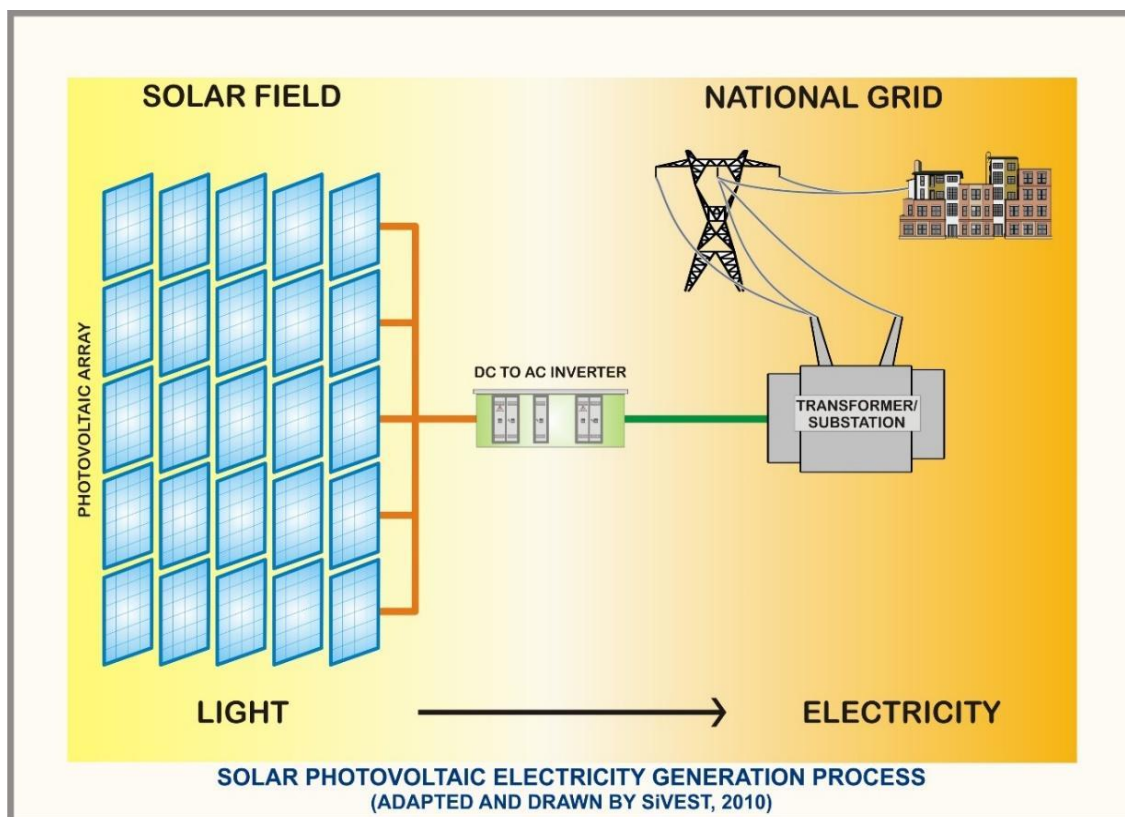 SOLAR FIELD
NATIONAL GRID
PHOTOVOLTAIC ARRAY
DC TO AC INVERTER
TRANSFORMER/
SUBSTATION
LIGHT
ELECTRICITY
SOLAR PHOTOVOLTAIC ELECTRICITY GENERATION PROCESS
(ADAPTED AND DRAWN BY SiVEST, 2010)